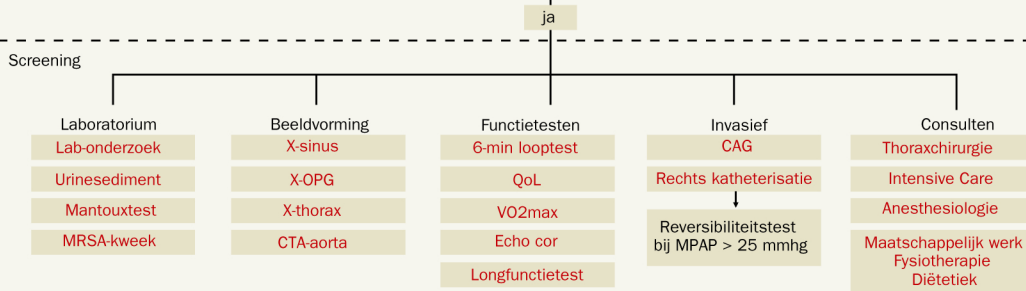 ja
Screening
Laboratorium
Lab-onderzoek
Urinesediment
Mantouxtest
MRSA-kweek
Beeldvorming
X-sinus
X-OPG
X-thorax
CTA-aorta
Functietesten
6-min looptest
QoL
VO2max
Echo cor
Longfunctietest
Invasief
CAG
Rechts katheterisatie
Reversibiliteitstest
bij MPAP > 25 mmhg
Consulten
Thoraxchirurgie
Intensive Care
Anesthesiologie
Maatschappelijk werk
Fysiotherapie
Diëtetiek